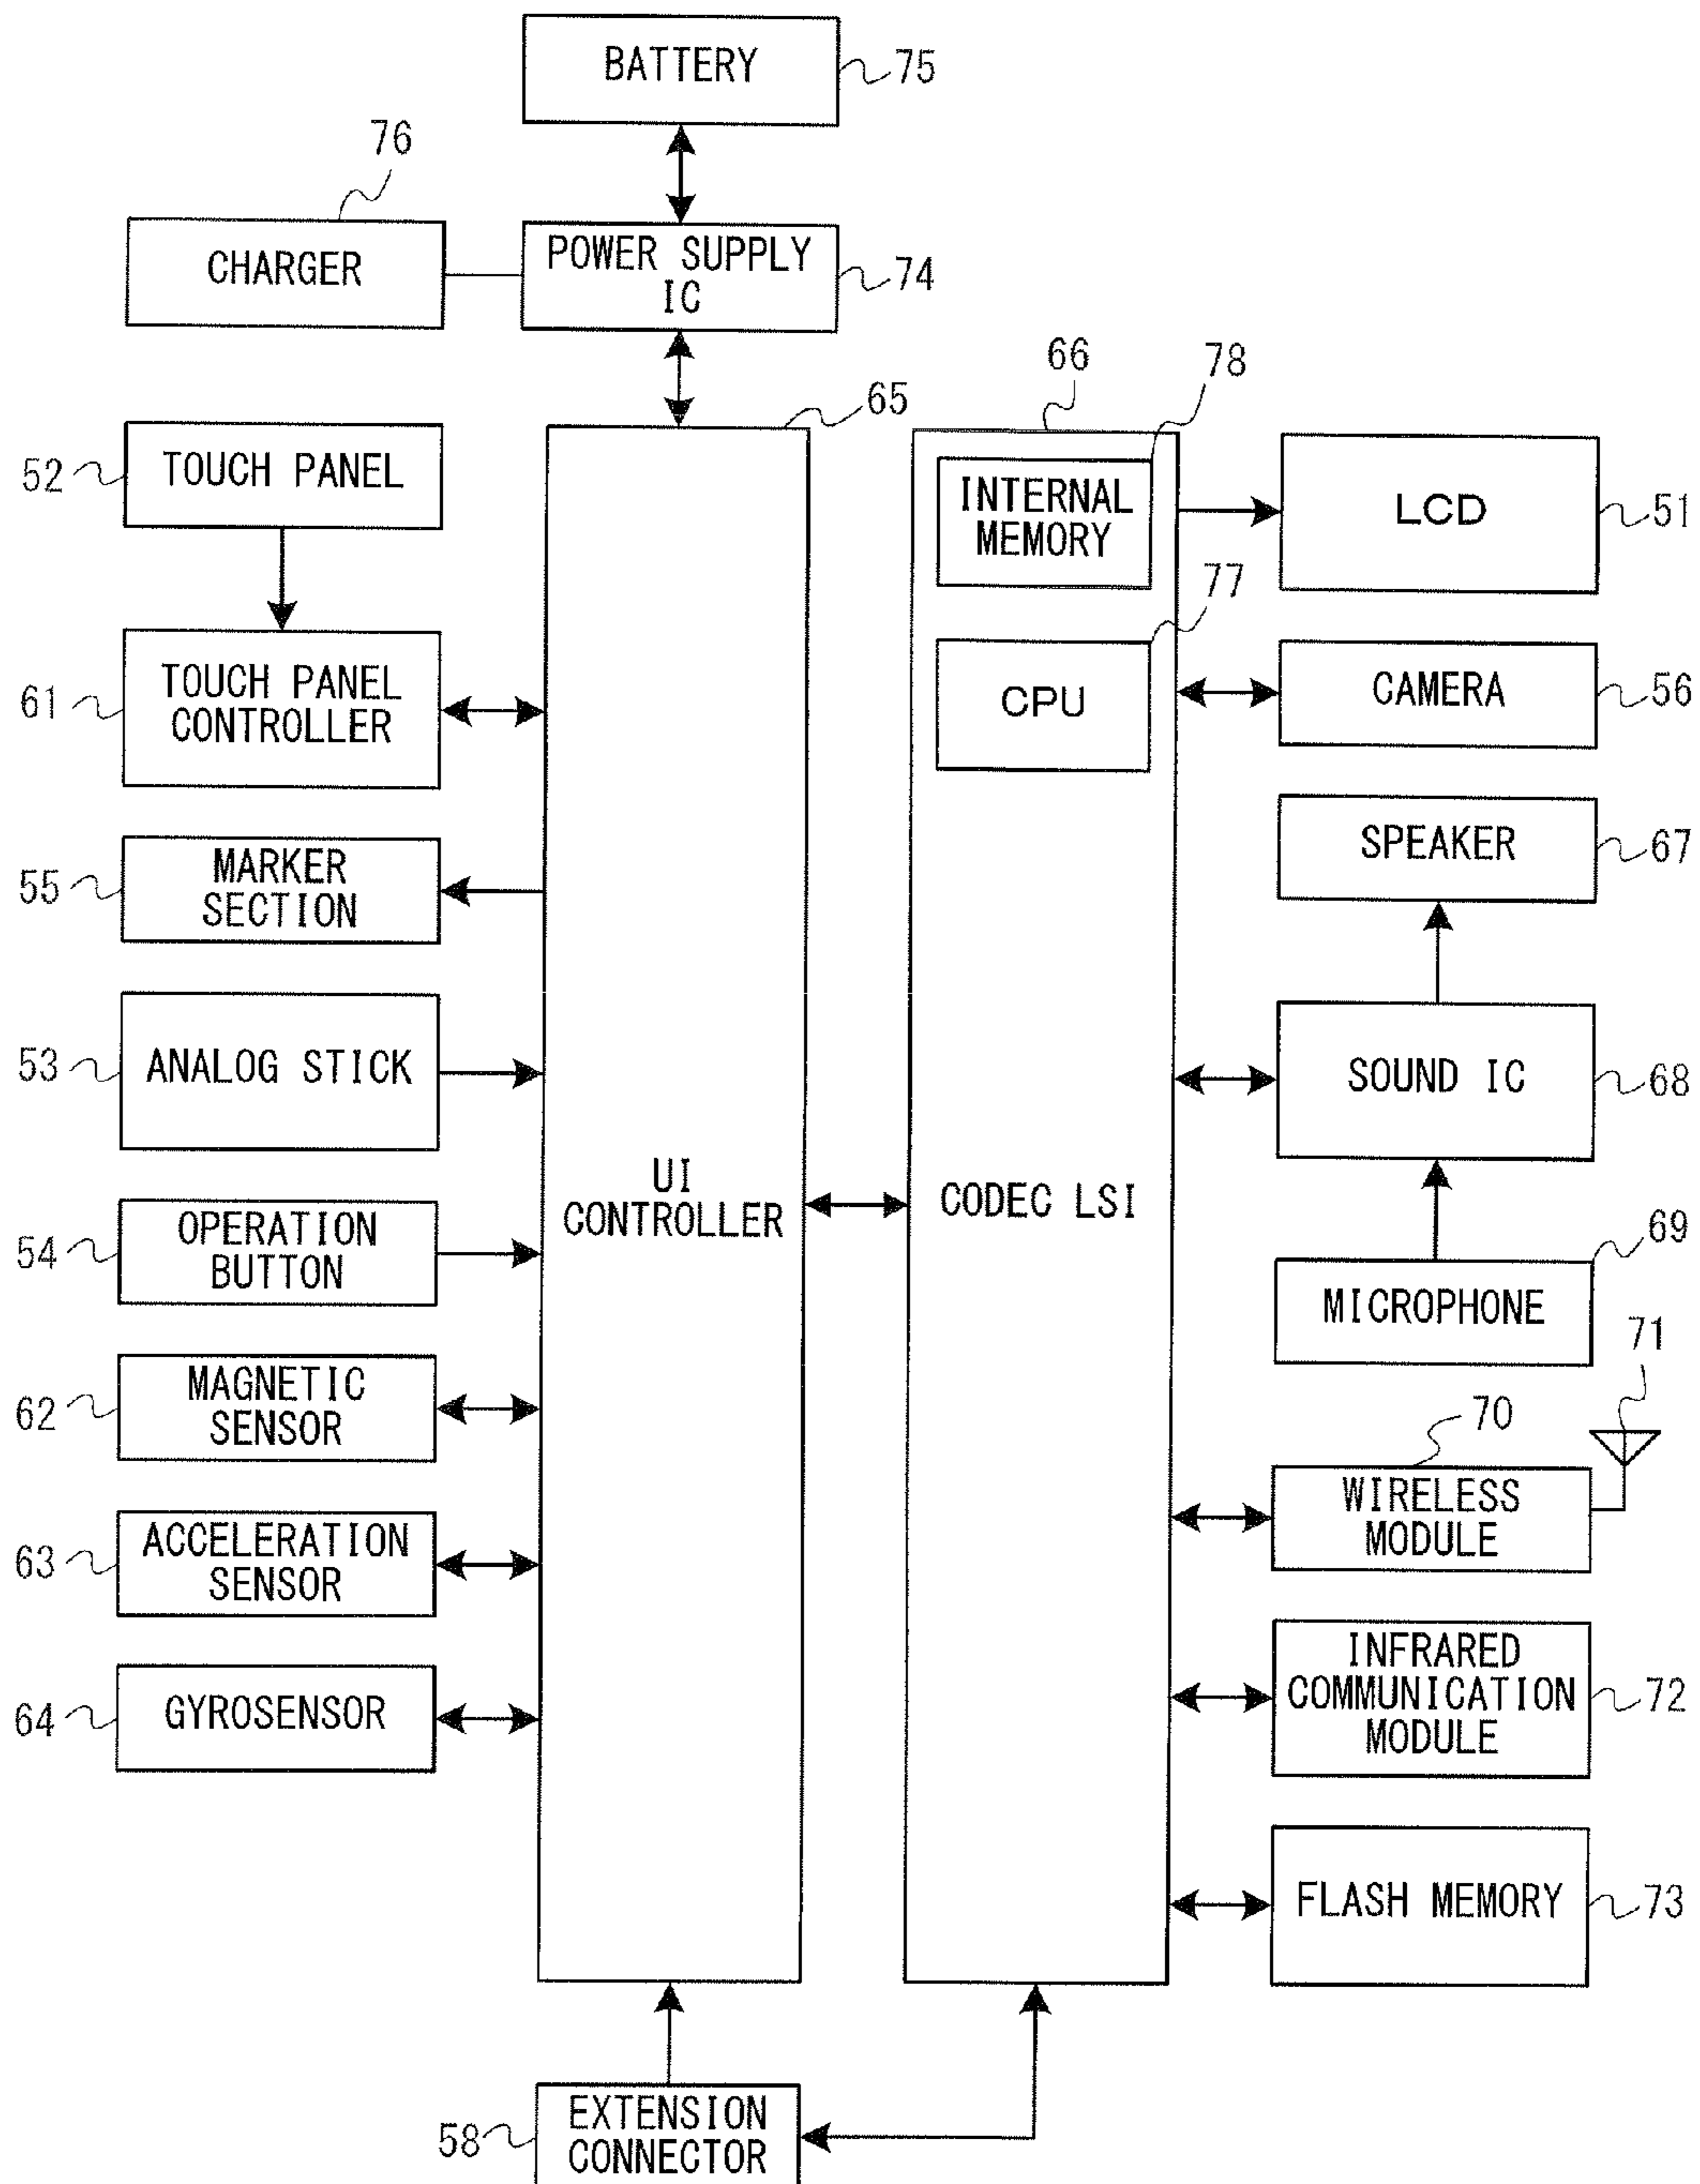 BATTERY
75
76
CHARGER
POWER SUPPLY
IC
74
65
66
78
52
TOUCH PANEL
INTERNAL
MEMORY
LCD
51
77
61
TOUCH PANEL
CONTROLLER
CPU
CAMERA
56
55
MARKER
SECTION
SPEAKER
67
53
ANALOG STICK
SOUND IC
68
UI
CONTROLLER
CODEC LSI
54
OPERATION
BUTTON
69
MICROPHONE
71
62
MAGNETIC
SENSOR
70
WIRELESS
MODULE
63
ACCELERATION
SENSOR
64
GYROSENSOR
INFRARED
COMMUNICATION
MODULE
72
FLASH MEMORY
73
58
EXTENSION
CONNECTOR